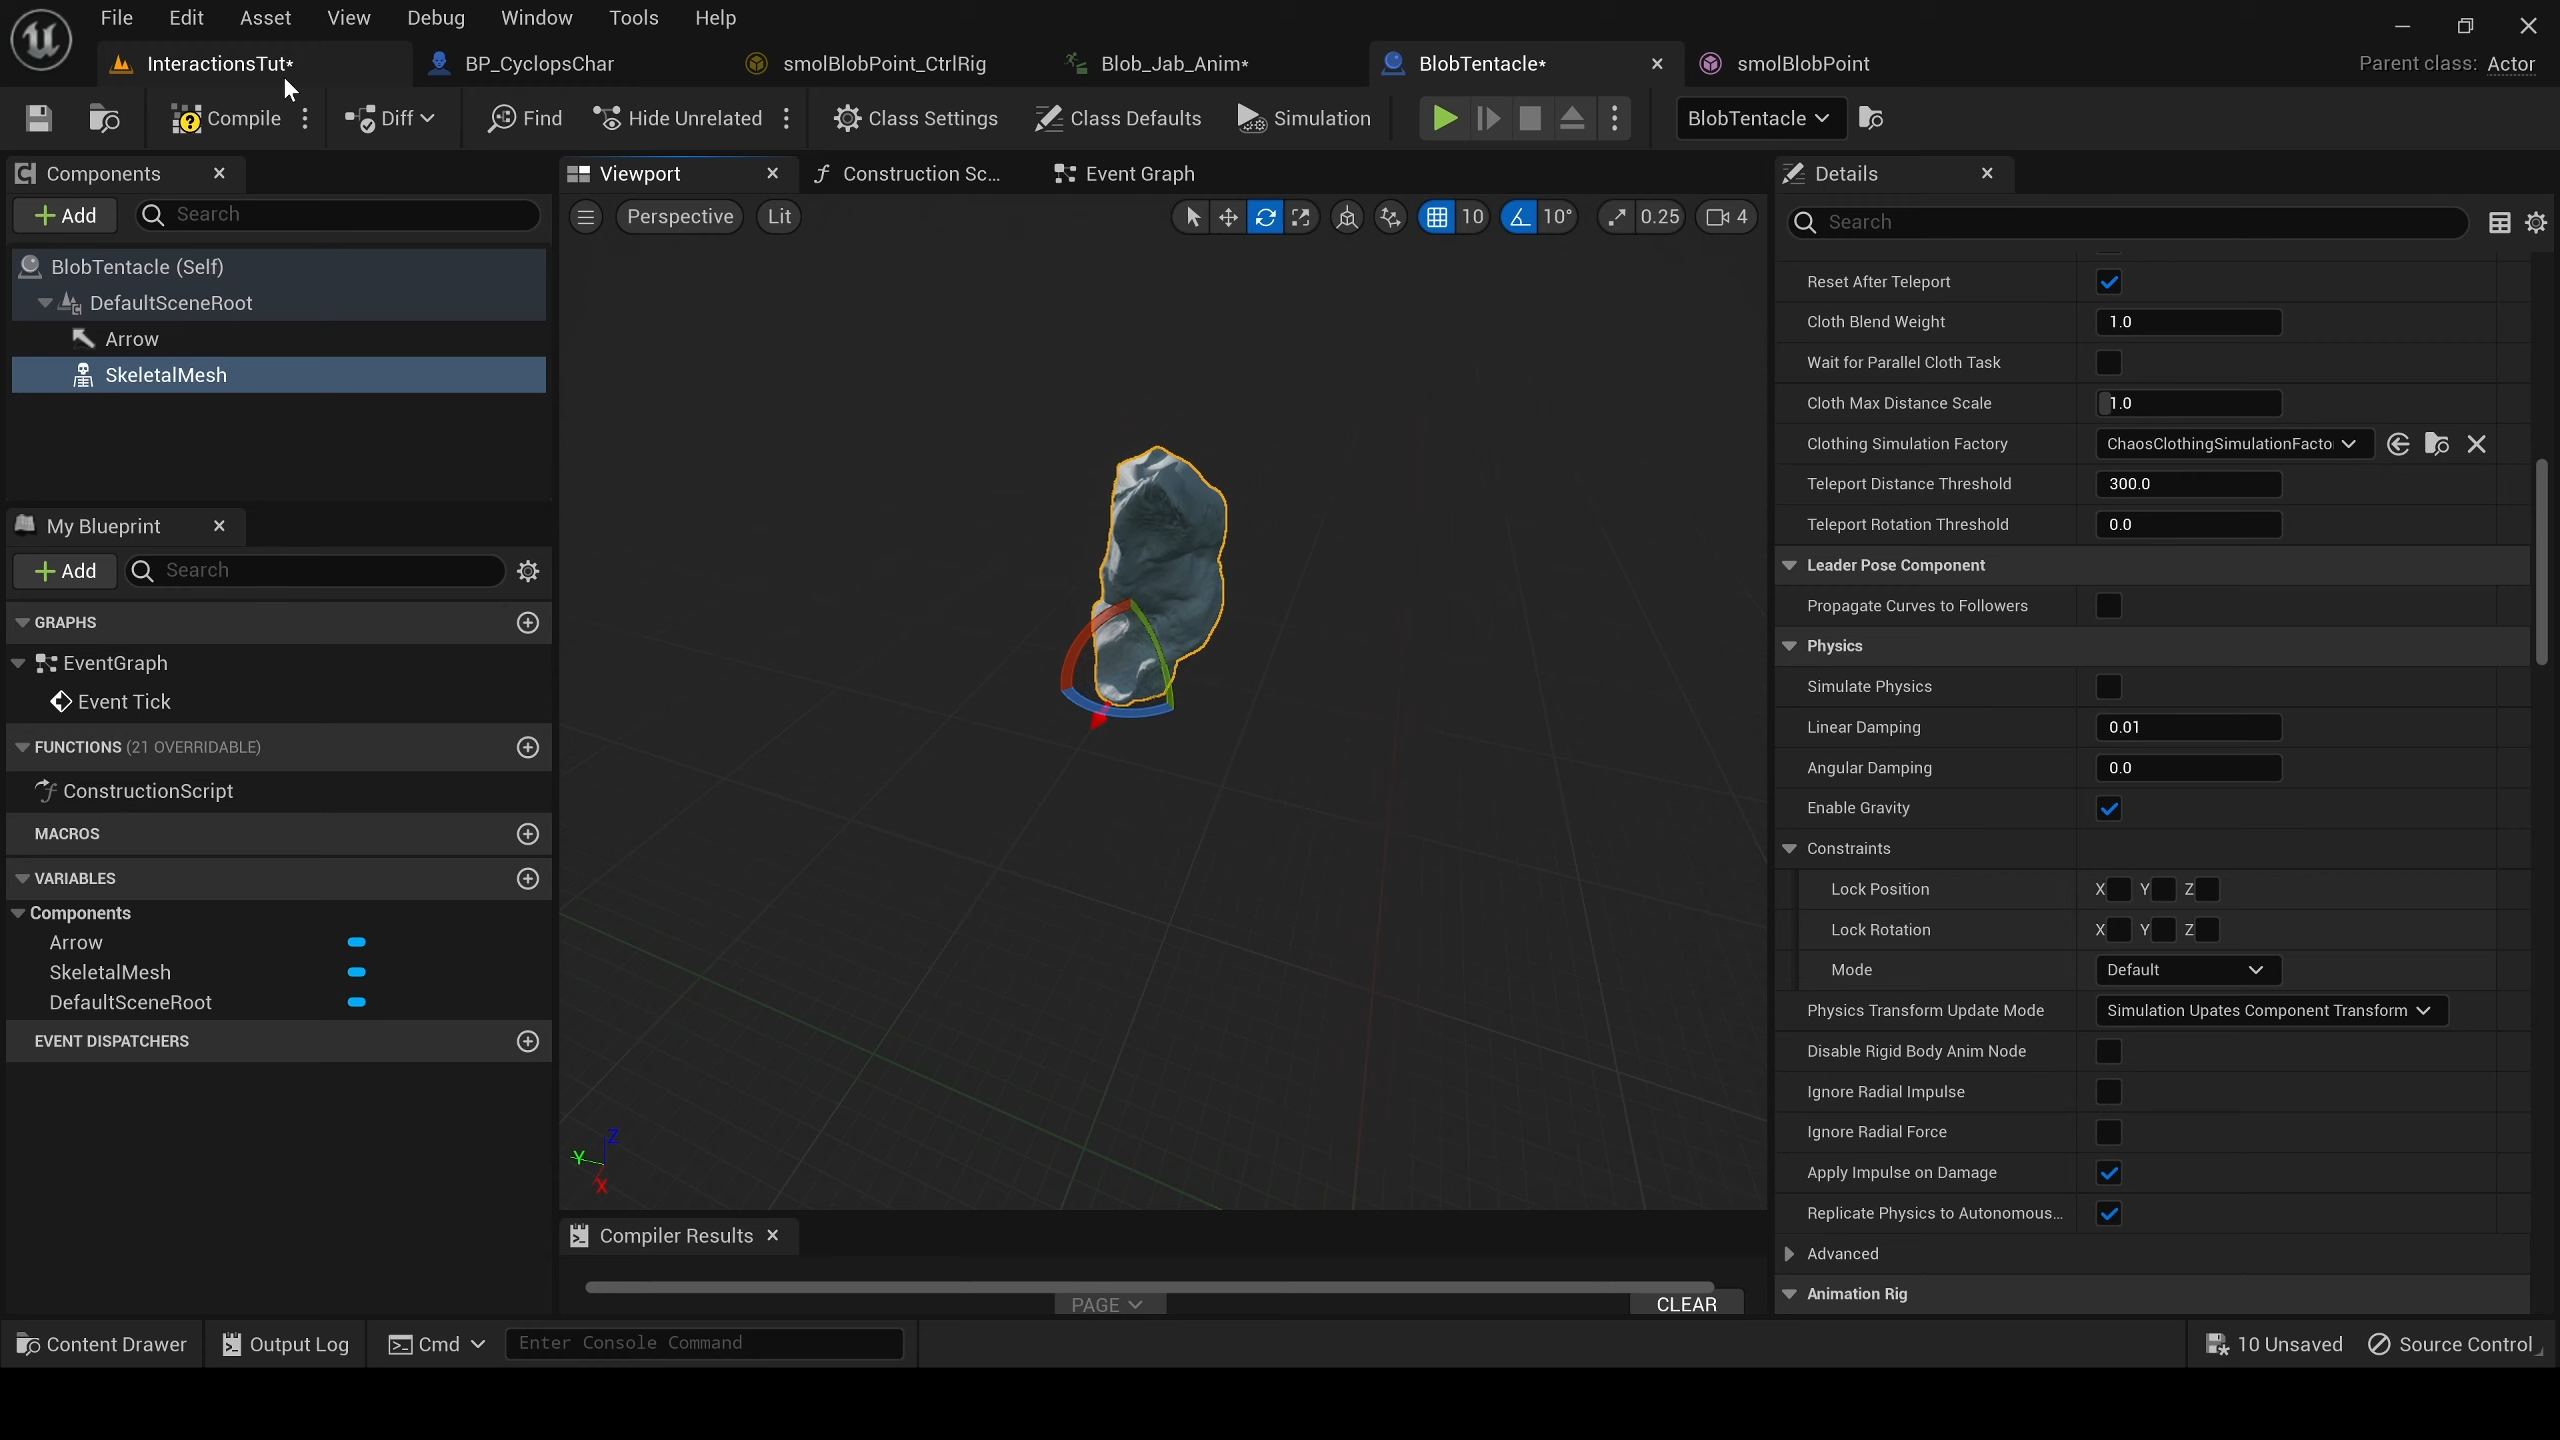 File Edit Asset View Debug Window Tools Help
InteractionsTut* BP_CyclopsChar smolBlobPoint_CtrlRig Blob_Jab_Anim* BlobTentacle* smolBlobPoint Parent class: Actor
Compile Diff Find Hide Unrelated Class Settings Class Defaults Simulation BlobTentacle
Components
Add Search
BlobTentacle (Self)
DefaultSceneRoot
Arrow
SkeletalMesh
My Blueprint
Add Search
GRAPHS
EventGraph
Event Tick
FUNCTIONS (21 OVERRIDABLE)
ConstructionScript
MACROS
VARIABLES
Components
Arrow
SkeletalMesh
DefaultSceneRoot
EVENT DISPATCHERS
Viewport Construction Sc... Event Graph
Perspective Lit 10 10° 0.25 4
Z
Y
X
Compiler Results
PAGE CLEAR
Details
Search
Reset After Teleport
Cloth Blend Weight 1.0
Wait for Parallel Cloth Task
Cloth Max Distance Scale 1.0
Clothing Simulation Factory ChaosClothingSimulationFacto
Teleport Distance Threshold 300.0
Teleport Rotation Threshold 0.0
Leader Pose Component
Propagate Curves to Followers
Physics
Simulate Physics
Linear Damping 0.01
Angular Damping 0.0
Enable Gravity
Constraints
Lock Position X Y Z
Lock Rotation X Y Z
Mode Default
Physics Transform Update Mode Simulation Upates Component Transform
Disable Rigid Body Anim Node
Ignore Radial Impulse
Ignore Radial Force
Apply Impulse on Damage
Replicate Physics to Autonomous...
Advanced
Animation Rig
Content Drawer Output Log Cmd Enter Console Command 10 Unsaved Source Control